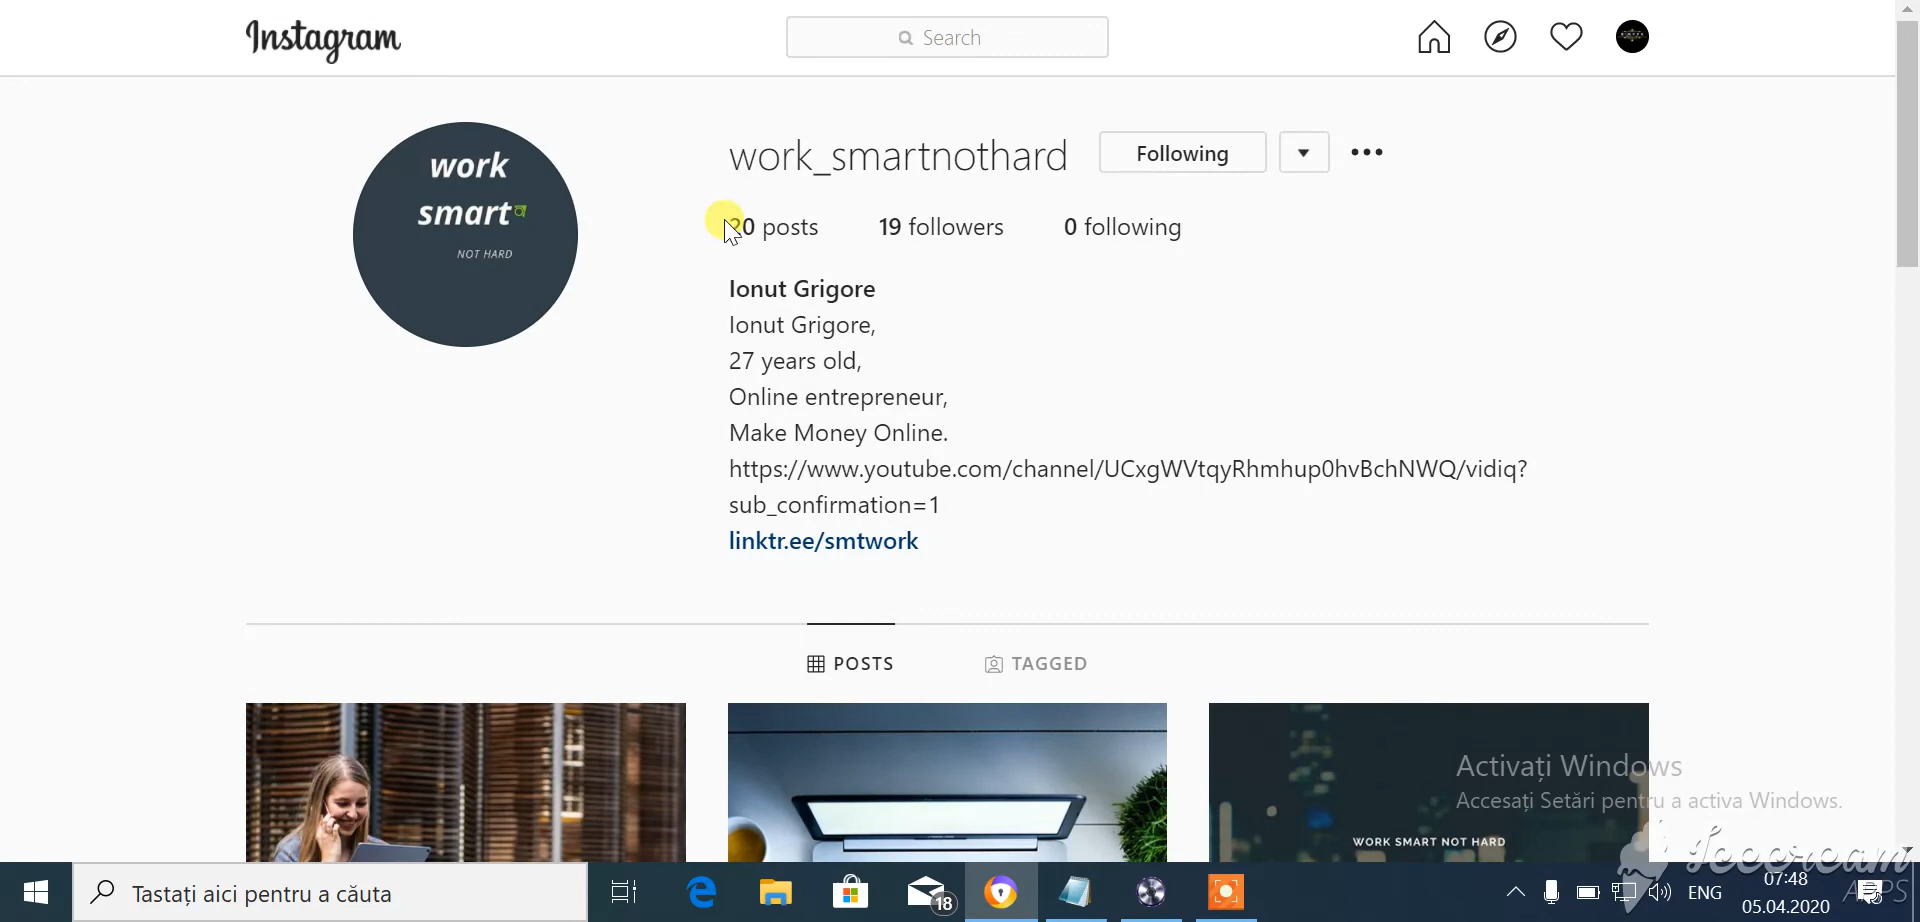 Instagram
Search
work
smart
NOT HARD
work_smartnothard
Following
20 posts
19 followers
0 following
Ionut Grigore
Ionut Grigore,
27 years old,
Online entrepreneur,
Make Money Online.
https://www.youtube.com/channel/UCxgWVtqyRhmhup0hvBchNWQ/vidiq?
sub_confirmation=1
linktr.ee/smtwork
POSTS
TAGGED
WORK SMART NOT HARD
Activați Windows
Accesați Setări pentru a activa Windows.
Icecream
APPS
Tastați aici pentru a căuta
18
ENG
07:48
05.04.2020